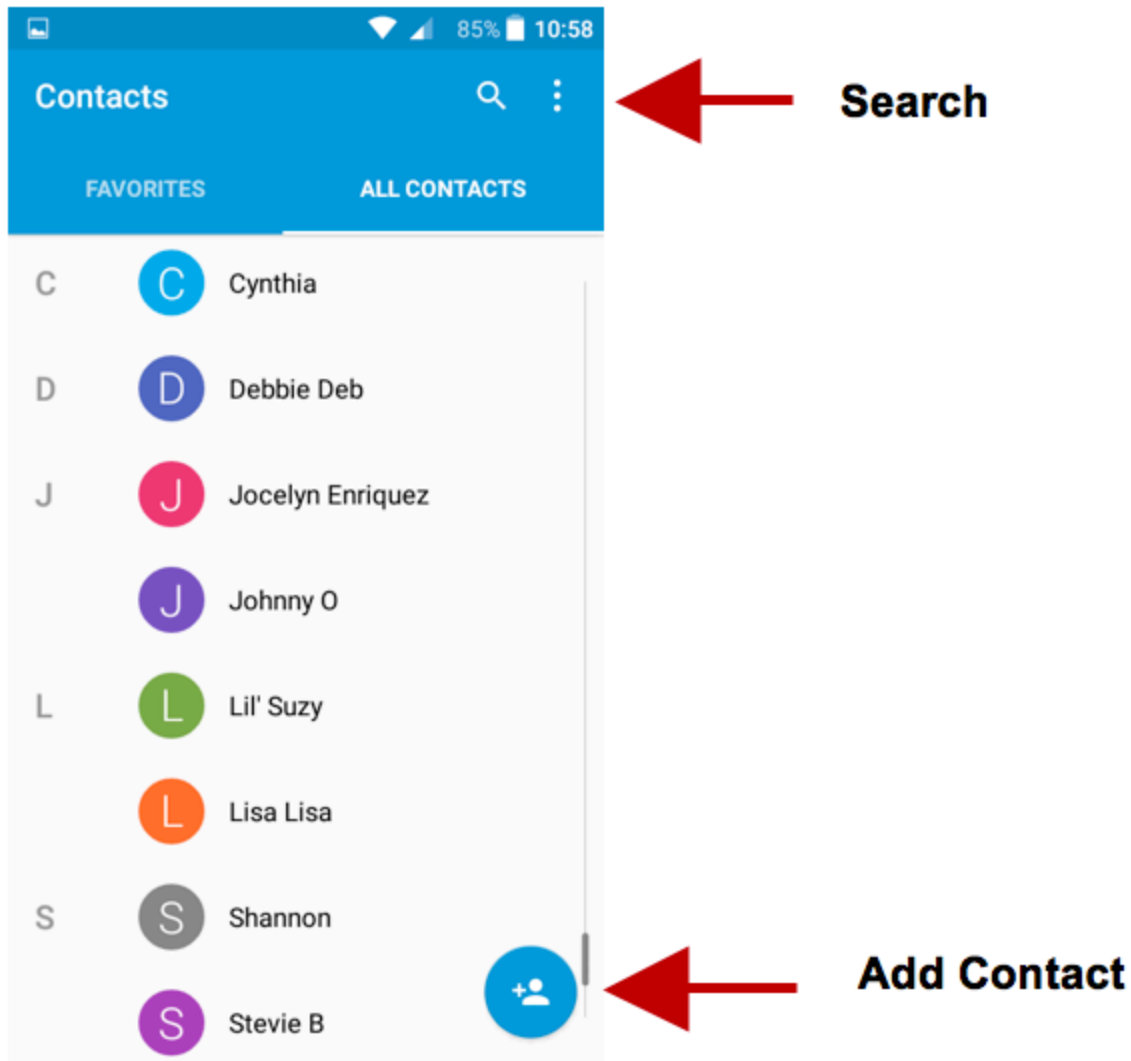 85% 10:58
Contacts
Search
FAVORITES ALL CONTACTS
C C Cynthia
D D Debbie Deb
J J Jocelyn Enriquez
J Johnny O
L L Lil' Suzy
L Lisa Lisa
S S Shannon
Add Contact
S Stevie B